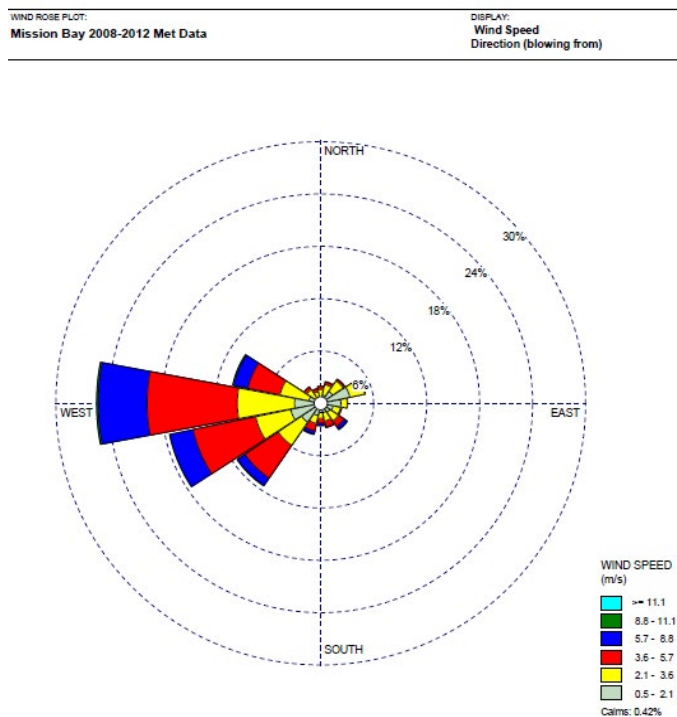 WIND ROSE PLOT:
Mission Bay 2008-2012 Met Data
DISPLAY:
Wind Speed
Direction (blowing from)
NORTH
30%
24%
18%
12%
6%
WEST
EAST
SOUTH
WIND SPEED
(m/s)
>= 11.1
8.8 - 11.1
5.7 - 8.8
3.6 - 5.7
2.1 - 3.6
0.5 - 2.1
Calms: 0.42%